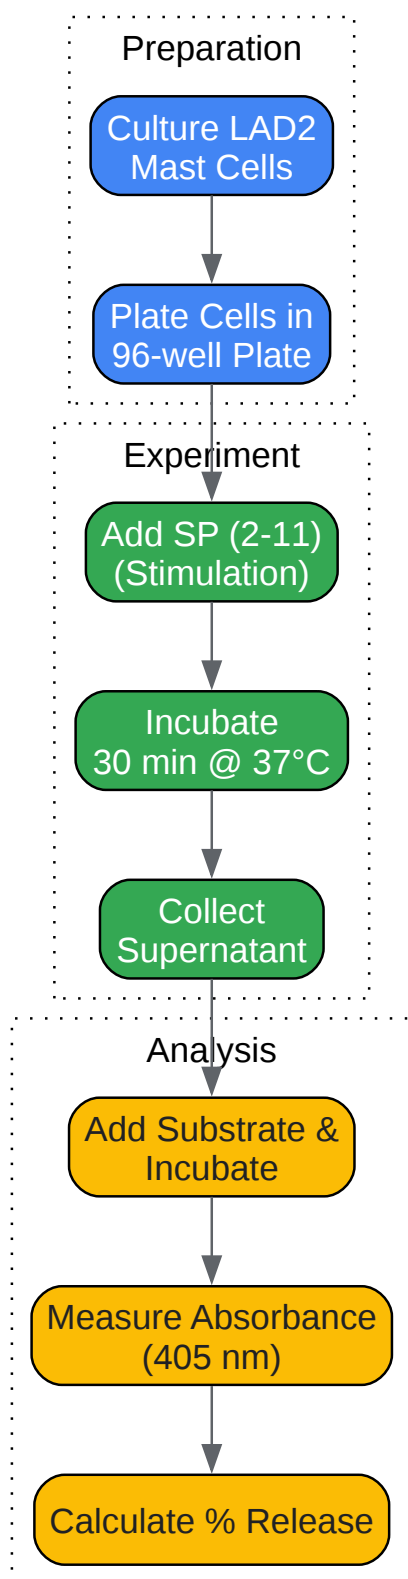 Preparation
Culture LAD2
Mast Cells
Plate Cells in
96-well Plate
Experiment
Add SP (2-11)
(Stimulation)
Incubate
30 min @ 37°C
Collect
Supernatant
Analysis
Add Substrate &
Incubate
Measure Absorbance
(405 nm)
Calculate % Release